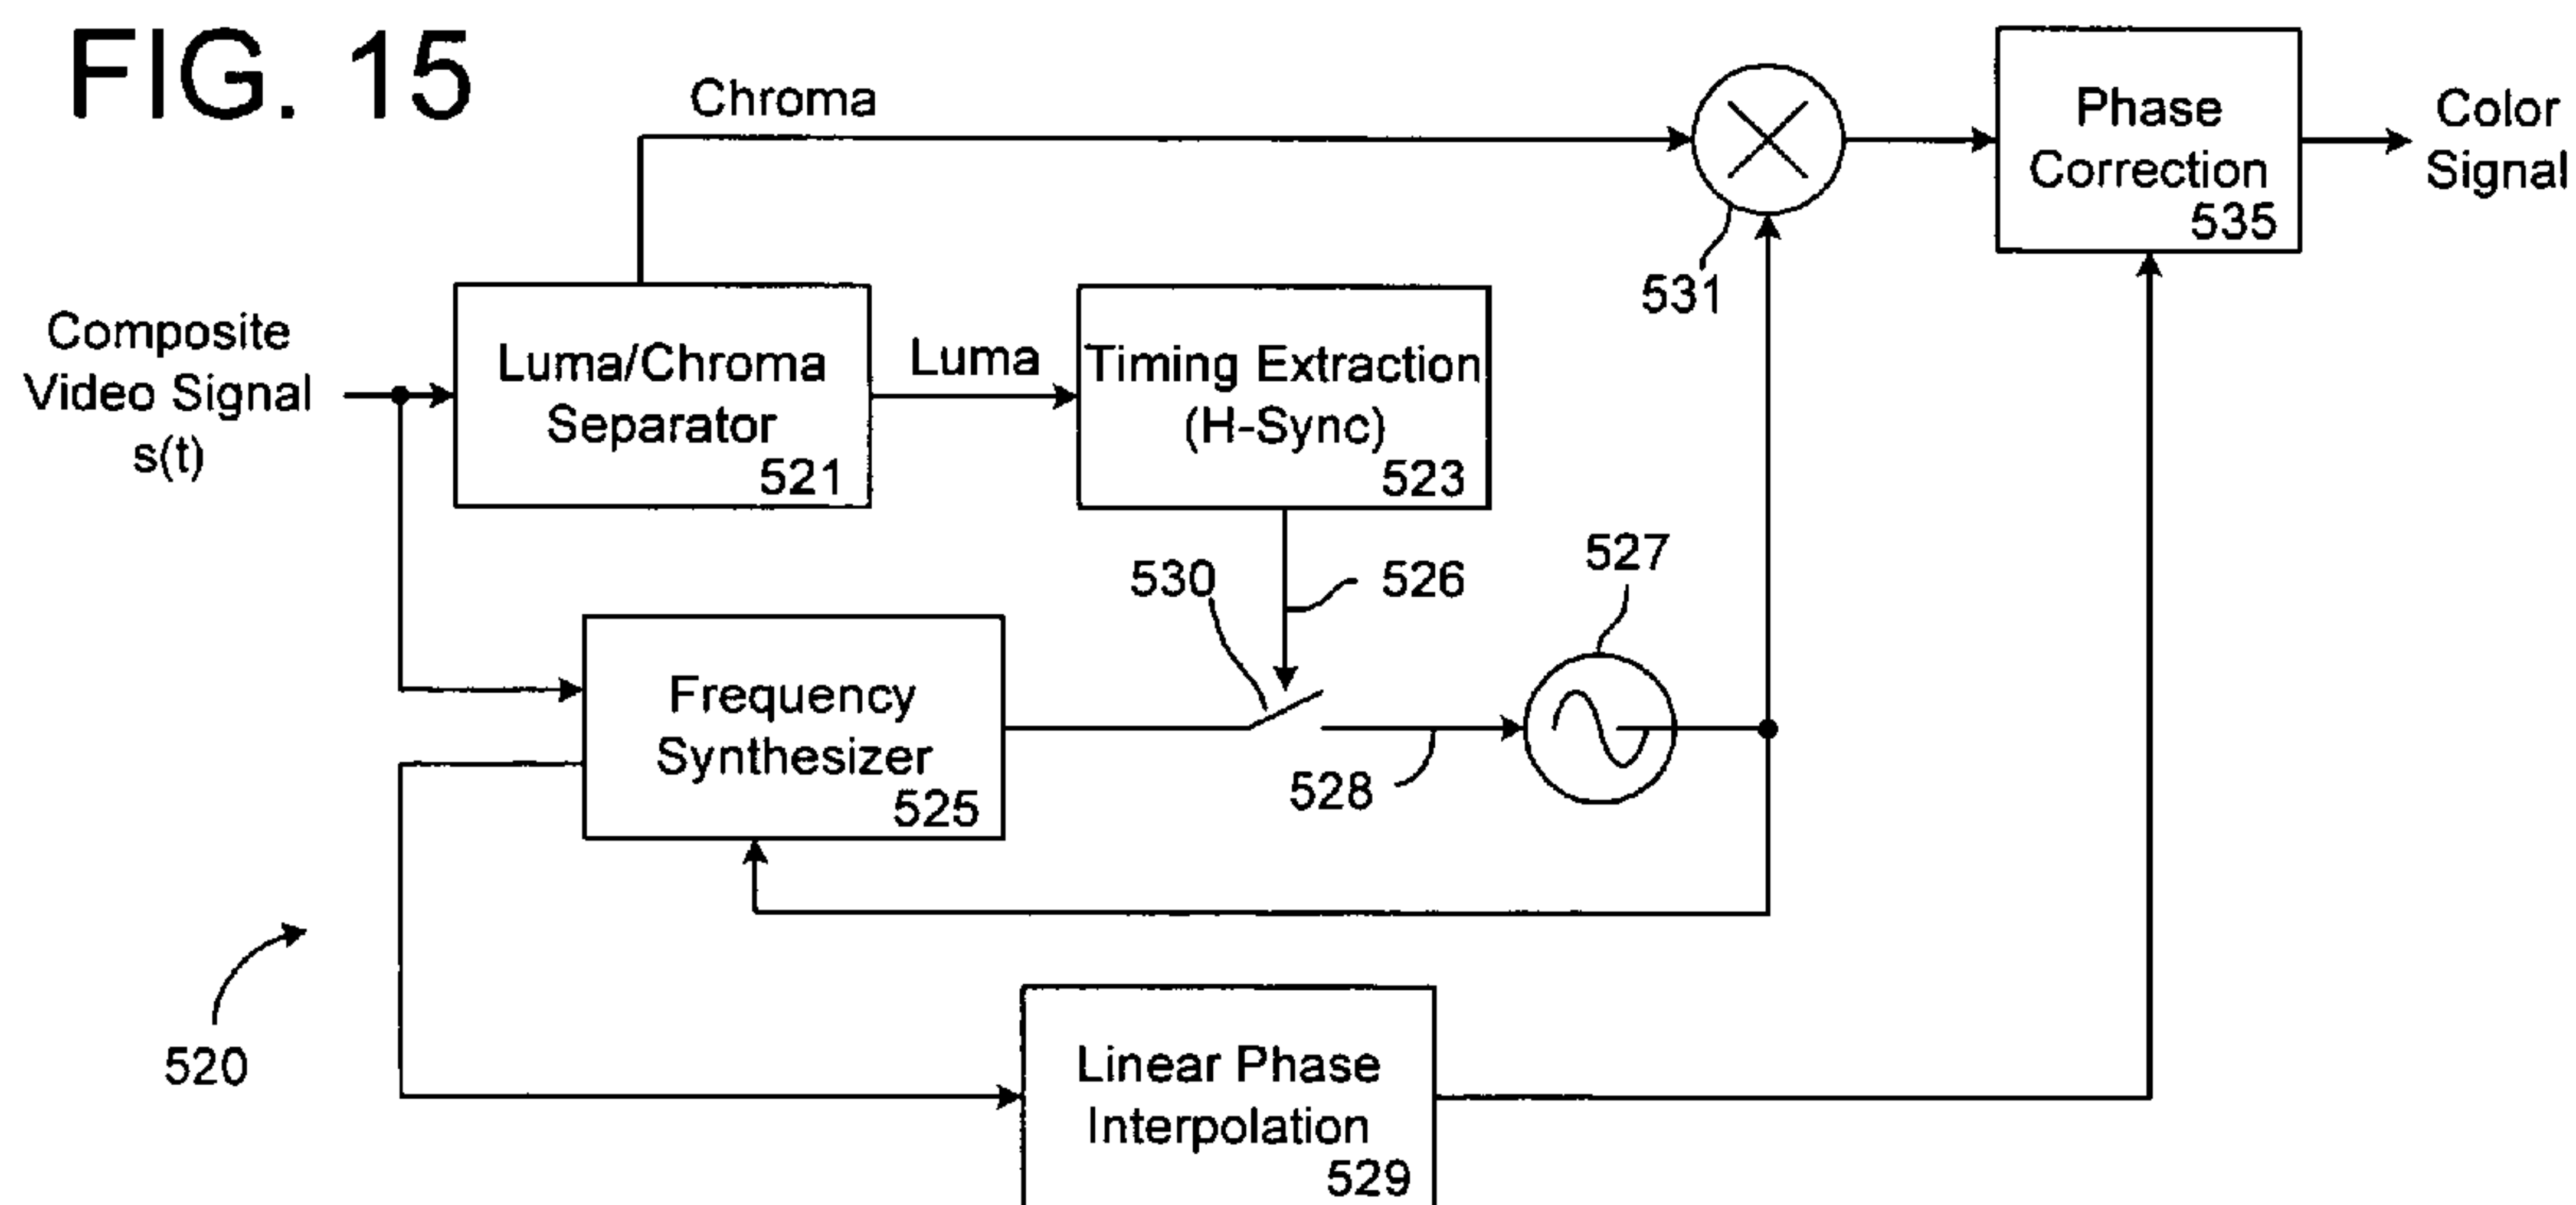 FIG. 15
Chroma
Phase
Correction
535
Color
Signal
531
Composite
Video Signal
s(t)
Luma/Chroma
Separator
521
Luma
Timing Extraction
(H-Sync)
523
530
526
527
Frequency
Synthesizer
525
528
520
Linear Phase
Interpolation
529